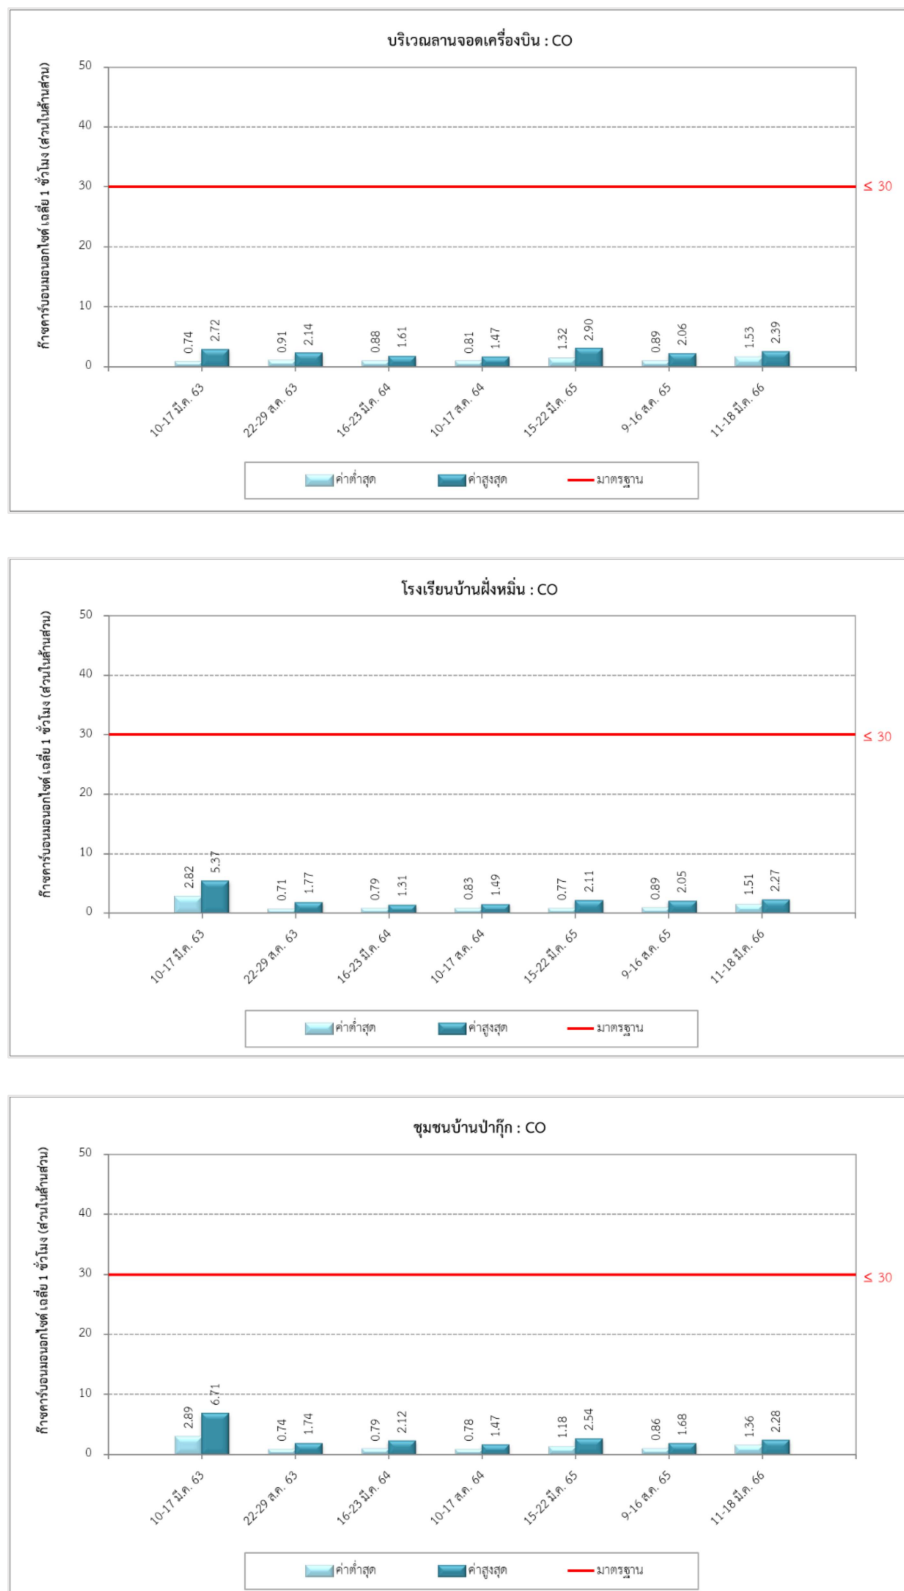 บริเวณลานจอดเครื่องบิน : CO
ก๊าซคาร์บอนมอนอกไซด์ เฉลี่ย 1 ชั่วโมง (ส่วนในล้านส่วน)
50
40
30
20
10
0
≤ 30
0.74 2.72 0.91 2.14 0.88 1.61 0.81 1.47 1.32 2.90 0.89 2.06 1.53 2.39
10-17 มี.ค. 63 22-29 ส.ค. 63 16-23 มี.ค. 64 10-17 ส.ค. 64 15-22 มี.ค. 65 9-16 ส.ค. 65 11-18 มี.ค. 66
ค่าต่ำสุด ค่าสูงสุด มาตรฐาน
โรงเรียนบ้านฝั่งหมิ่น : CO
ก๊าซคาร์บอนมอนอกไซด์ เฉลี่ย 1 ชั่วโมง (ส่วนในล้านส่วน)
50
40
30
20
10
0
≤ 30
2.82 5.37 0.71 1.77 0.79 1.31 0.83 1.49 0.77 2.11 0.89 2.05 1.51 2.27
10-17 มี.ค. 63 22-29 ส.ค. 63 16-23 มี.ค. 64 10-17 ส.ค. 64 15-22 มี.ค. 65 9-16 ส.ค. 65 11-18 มี.ค. 66
ค่าต่ำสุด ค่าสูงสุด มาตรฐาน
ชุมชนบ้านป่ากุ๊ก : CO
ก๊าซคาร์บอนมอนอกไซด์ เฉลี่ย 1 ชั่วโมง (ส่วนในล้านส่วน)
50
40
30
20
10
0
≤ 30
2.89 6.71 0.74 1.74 0.79 2.12 0.78 1.47 1.18 2.54 0.86 1.68 1.36 2.28
10-17 มี.ค. 63 22-29 ส.ค. 63 16-23 มี.ค. 64 10-17 ส.ค. 64 15-22 มี.ค. 65 9-16 ส.ค. 65 11-18 มี.ค. 66
ค่าต่ำสุด ค่าสูงสุด มาตรฐาน